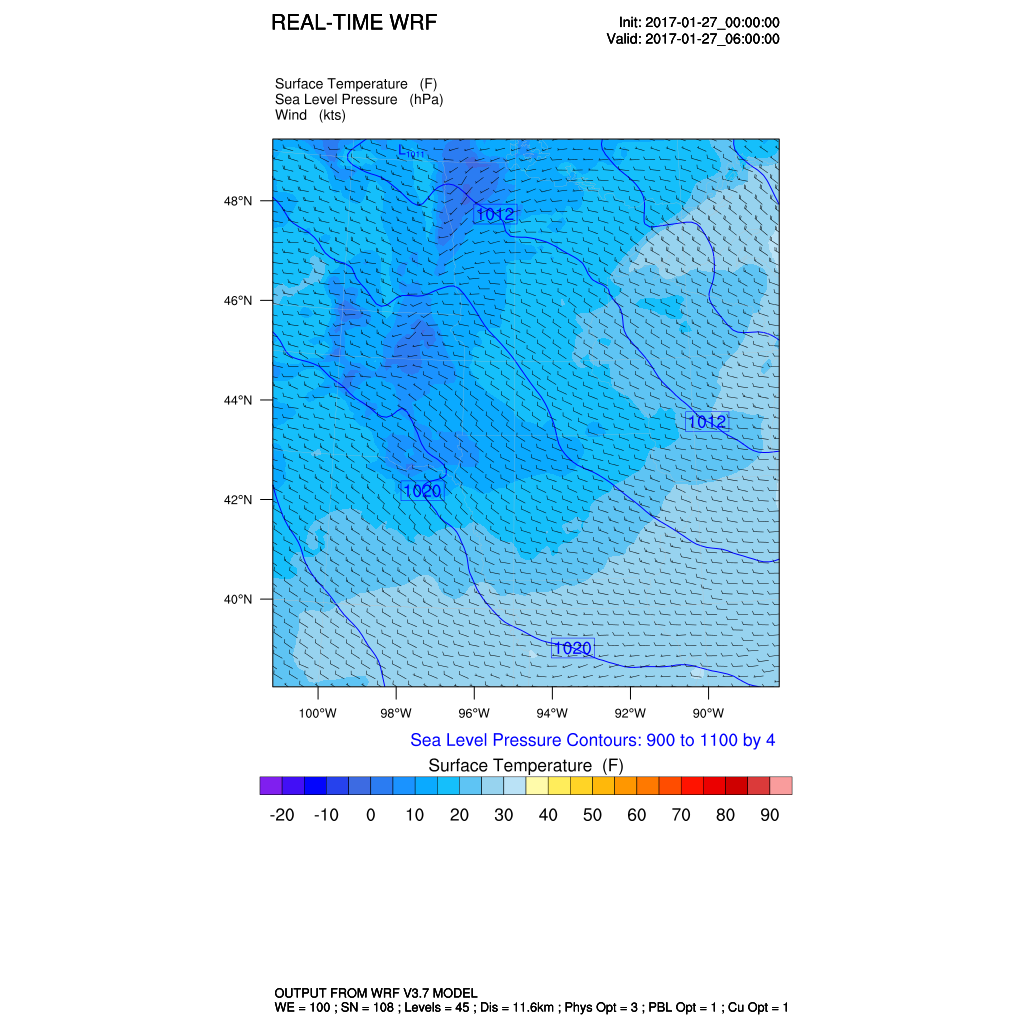 REAL-TIME WRF
Init: 2017-01-27_00:00:00
Valid: 2017-01-27_06:00:00
Surface Temperature (F)
Sea Level Pressure (hPa)
Wind (kts)
L1011
48°N
1012
46°N
44°N
1012
42°N
1020
40°N
1020
100°W 98°W 96°W 94°W 92°W 90°W
Sea Level Pressure Contours: 900 to 1100 by 4
Surface Temperature (F)
-20 -10 0 10 20 30 40 50 60 70 80 90
OUTPUT FROM WRF V3.7 MODEL
WE = 100 ; SN = 108 ; Levels = 45 ; Dis = 11.6km ; Phys Opt = 3 ; PBL Opt = 1 ; Cu Opt = 1